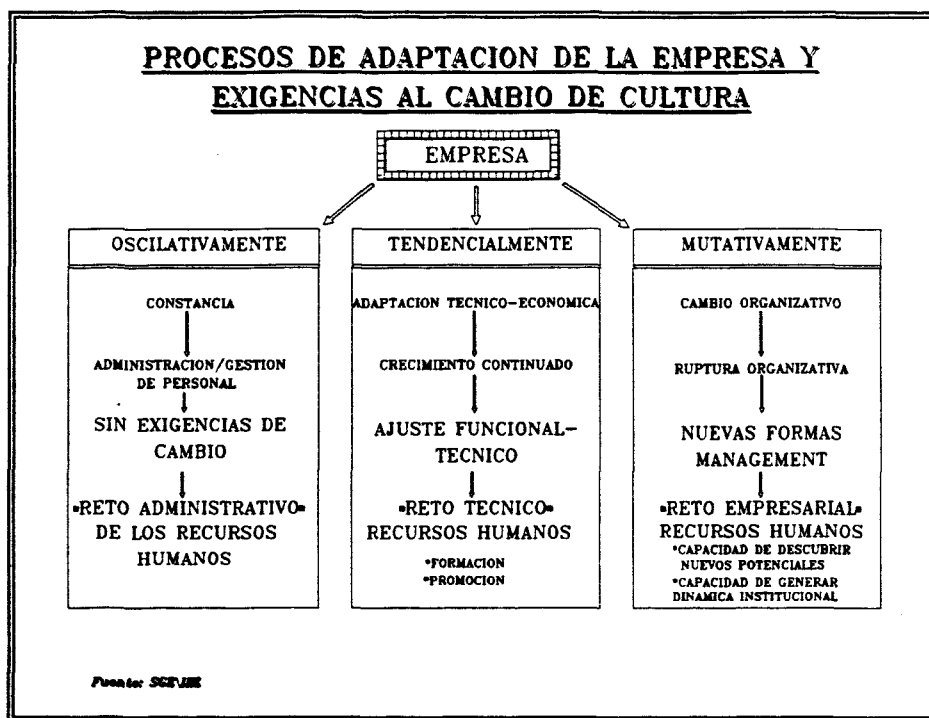 PROCESOS DE ADAPTACION DE LA EMPRESA Y
EXIGENCIAS AL CAMBIO DE CULTURA
EMPRESA
OSCILATIVAMENTE
CONSTANCIA
ADMINISTRACION/GESTION
DE PERSONAL
SIN EXIGENCIAS DE
CAMBIO
"RETO ADMINISTRATIVO"
DE LOS RECURSOS
HUMANOS
TENDENCIALMENTE
ADAPTACION TECNICO-ECONOMICA
CRECIMIENTO CONTINUADO
AJUSTE FUNCIONAL-
TECNICO
"RETO TECNICO"
RECURSOS HUMANOS
*FORMACION
*PROMOCION
MUTATIVAMENTE
CAMBIO ORGANIZATIVO
RUPTURA ORGANIZATIVA
NUEVAS FORMAS
MANAGEMENT
"RETO EMPRESARIAL"
RECURSOS HUMANOS
*CAPACIDAD DE DESCUBRIR
NUEVOS POTENCIALES
*CAPACIDAD DE GENERAR
DINAMICA INSTITUCIONAL
Fuente: